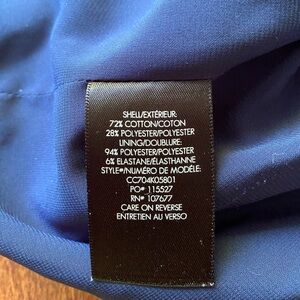 SHELL/EXTÉRIEUR:
72% COTTON/COTON
28% POLYESTER/POLYESTER
LINING/DOUBLURE:
94% POLYESTER/POLYESTER
6% ELASTANE/ÉLASTHANNE
STYLE#/NUMÉRO DE MODÈLE:
CC704K05801
PO# 115527
RN# 107677
CARE ON REVERSE
ENTRETIEN AU VERSO